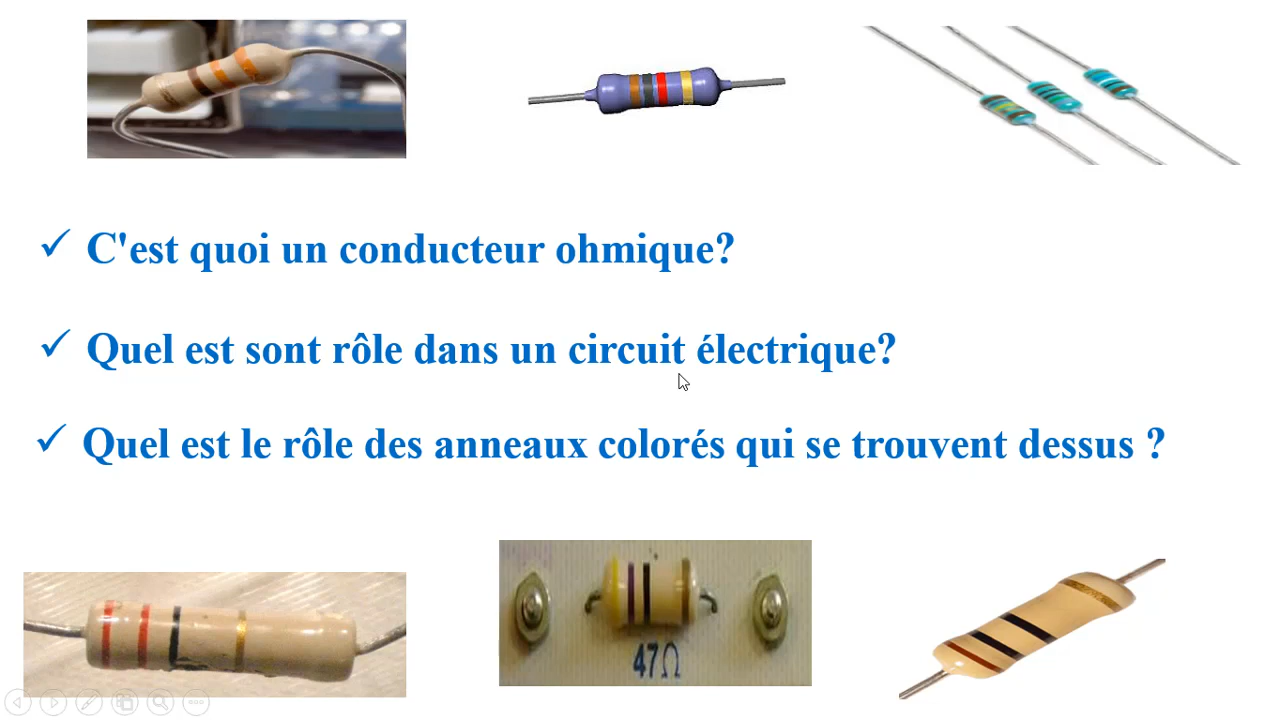 C'est quoi un conducteur ohmique?
Quel est sont rôle dans un circuit électrique?
Quel est le rôle des anneaux colorés qui se trouvent dessus ?
47Ω